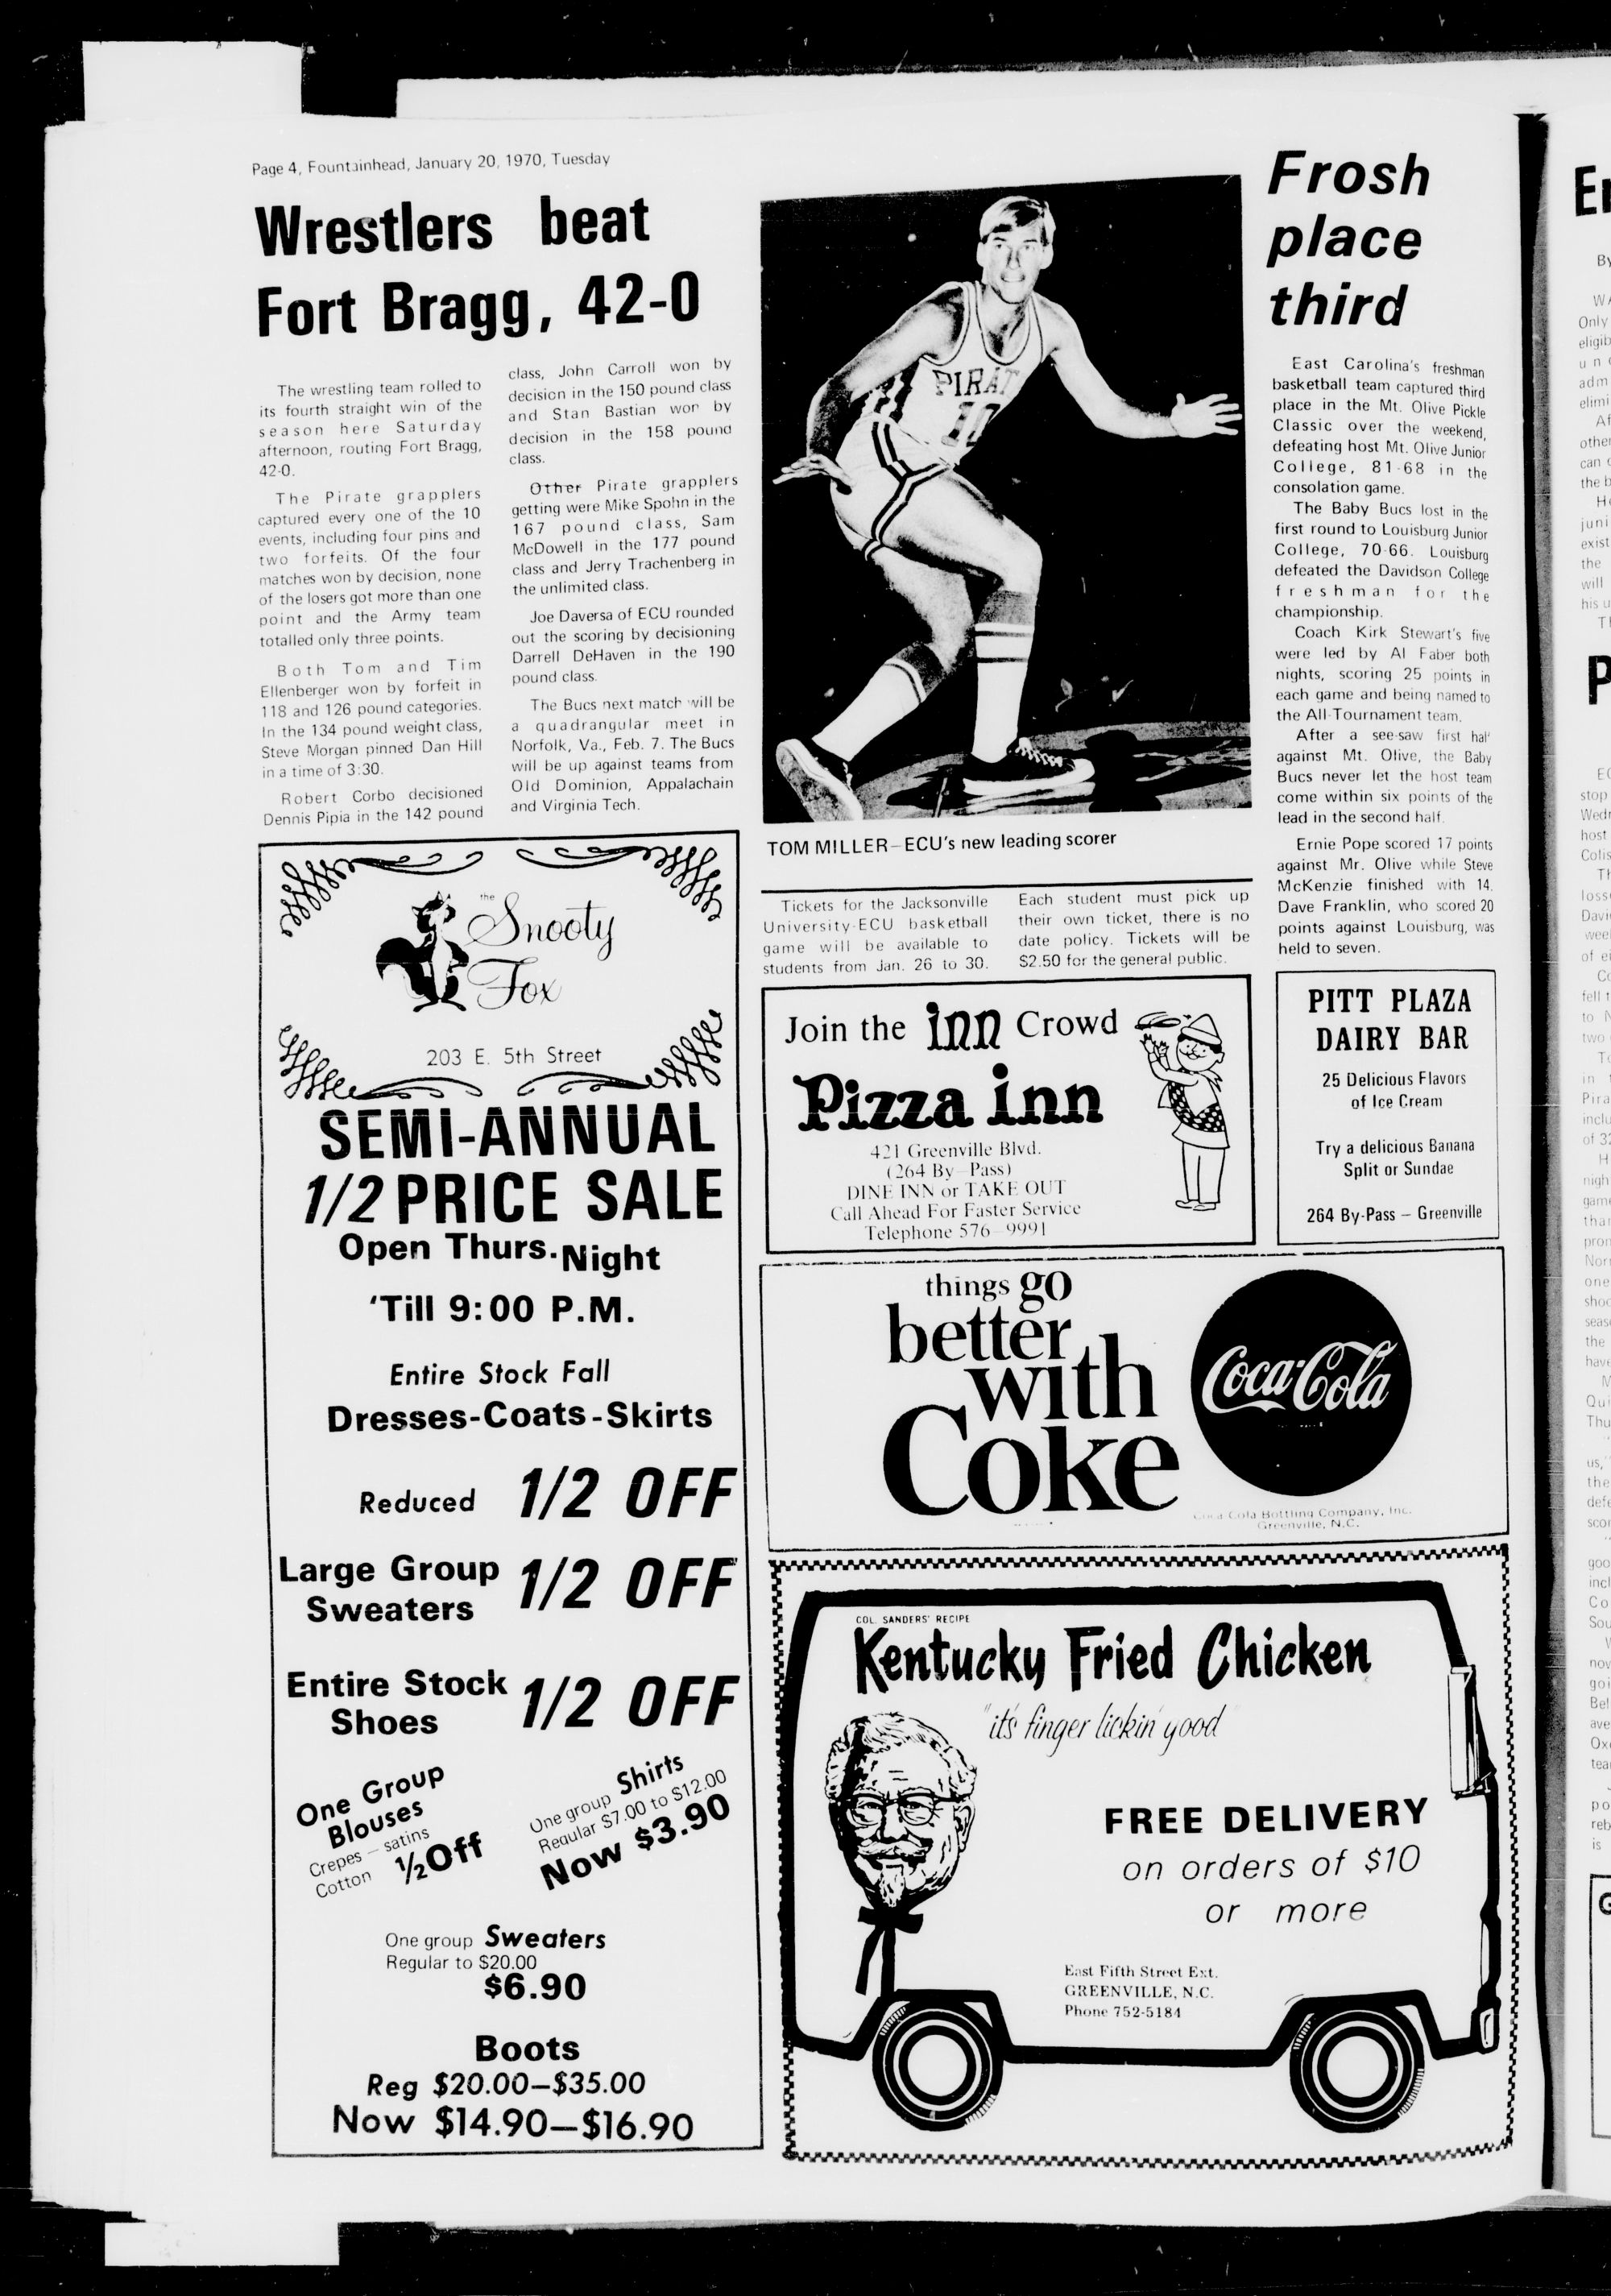 Page 4, Fountainhead, January 20, 1970, Tuesday
Wrestlers beat
Fort Bragg, 42-0
The wrestling team rolled to
its fourth straight win of the
season here Saturday
afternoon, routing Fort Bragg,
42-0.
The Pirate grapplers
captured every one of the 10
events, including four pins and
two forfeits. Of the four
matches won by decision, none
of the losers got more than one
point and the Army team
totalled only three points.
Both Tom and Tim
Ellenberger won by forfeit in
118 and 126 pound categories.
In the 134 pound weight class,
Steve Morgan pinned Dan Hill
in a time of 3:30.
Robert Corbo decisioned
Dennis Pipia in the 142 pound
class, John Carroll won by
decision in the 150 pound class
and Stan Bastian won by
decision in the 158 pound
class.
Other Pirate grapplers
getting were Mike Spohn in the
167 pound class, Sam
McDowell in the 177 pound
class and Jerry Trachenberg in
the unlimited class.
Joe Daversa of ECU rounded
out the scoring by decisioning
Darrell DeHaven in the 190
pound class.
The Bucs next match will be
a quadrangular meet in
Norfolk, Va., Feb. 7. The Bucs
will be up against teams from
Old Dominion, Appalachain
and Virginia Tech.
PIRAT
10
TOM MILLER—ECU's new leading scorer
Tickets for the Jacksonville
University-ECU basketball
game will be available to
students from Jan. 26 to 30.
Each student must pick up
their own ticket, there is no
date policy. Tickets will be
$2.50 for the general public.
Frosh
place
third
East Carolina's freshman
basketball team captured third
place in the Mt. Olive Pickle
Classic over the weekend,
defeating host Mt. Olive Junior
College, 81-68 in the
consolation game.
The Baby Bucs lost in the
first round to Louisburg Junior
College, 70-66. Louisburg
defeated the Davidson College
freshman for the
championship.
Coach Kirk Stewart's five
were led by Al Faber both
nights, scoring 25 points in
each game and being named to
the All-Tournament team.
After a see-saw first half
against Mt. Olive, the Baby
Bucs never let the host team
come within six points of the
lead in the second half.
Ernie Pope scored 17 points
against Mr. Olive while Steve
McKenzie finished with 14.
Dave Franklin, who scored 20
points against Louisburg, was
held to seven.
the
Snooty
Fox
203 E. 5th Street
SEMI-ANNUAL
1/2 PRICE SALE
Open Thurs. Night
'Till 9:00 P.M.
Entire Stock Fall
Dresses-Coats-Skirts
Reduced 1/2 OFF
Large Group
Sweaters 1/2 OFF
Entire Stock
Shoes 1/2 OFF
One Group
Blouses
Crepes — satins
Cotton ½ Off
One group Shirts
Regular $7.00 to $12.00
Now $3.90
One group Sweaters
Regular to $20.00
$6.90
Boots
Reg $20.00—$35.00
Now $14.90—$16.90
Join the inn Crowd
Pizza inn
421 Greenville Blvd.
(264 By—Pass)
DINE INN or TAKE OUT
Call Ahead For Faster Service
Telephone 576—9991
PITT PLAZA
DAIRY BAR
25 Delicious Flavors
of Ice Cream
Try a delicious Banana
Split or Sundae
264 By-Pass — Greenville
things go
better
with
Coke
Coca-Cola
Coca Cola Bottling Company, Inc.
Greenville, N.C.
COL. SANDERS' RECIPE
Kentucky Fried Chicken
"it's finger lickin' good"
FREE DELIVERY
on orders of $10
or more
East Fifth Street Ext.
GREENVILLE, N.C.
Phone 752-5184